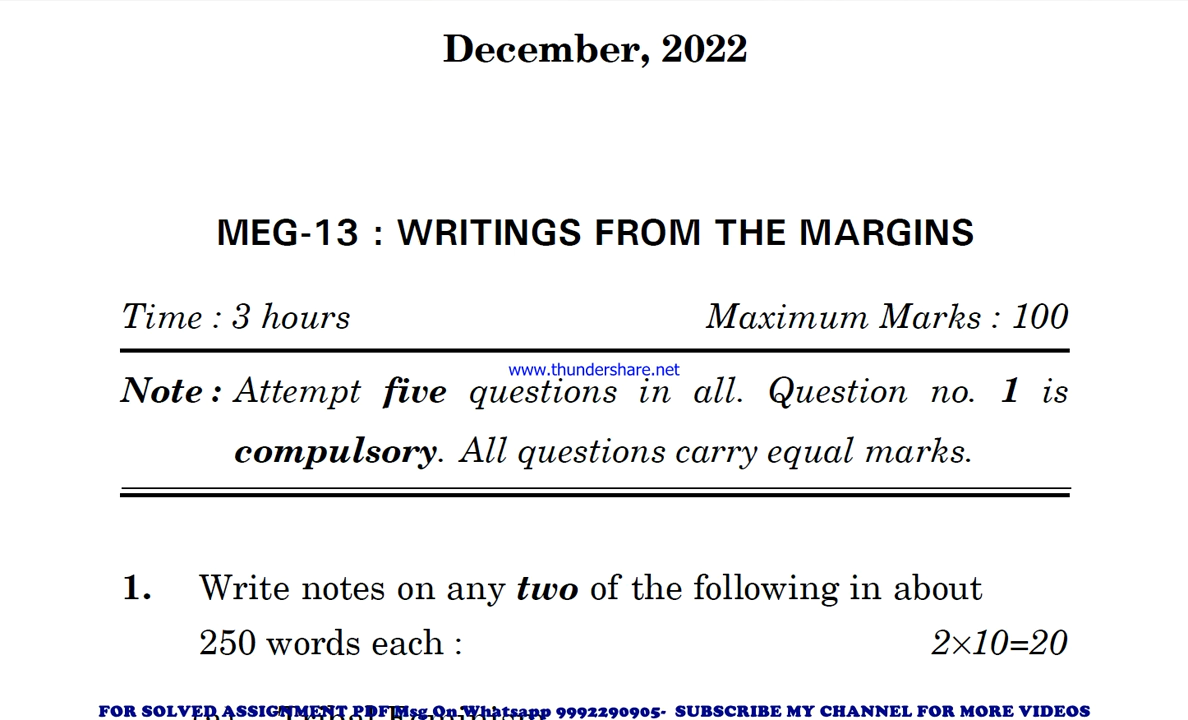 December, 2022
MEG-13 : WRITINGS FROM THE MARGINS
Time : 3 hours Maximum Marks : 100
www.thundershare.net
Note : Attempt five questions in all. Question no. 1 is
compulsory. All questions carry equal marks.
1. Write notes on any two of the following in about
250 words each : 2×10=20
FOR SOLVED ASSIGNMENT PDF Msg On Whatsapp 9992290905- SUBSCRIBE MY CHANNEL FOR MORE VIDEOS